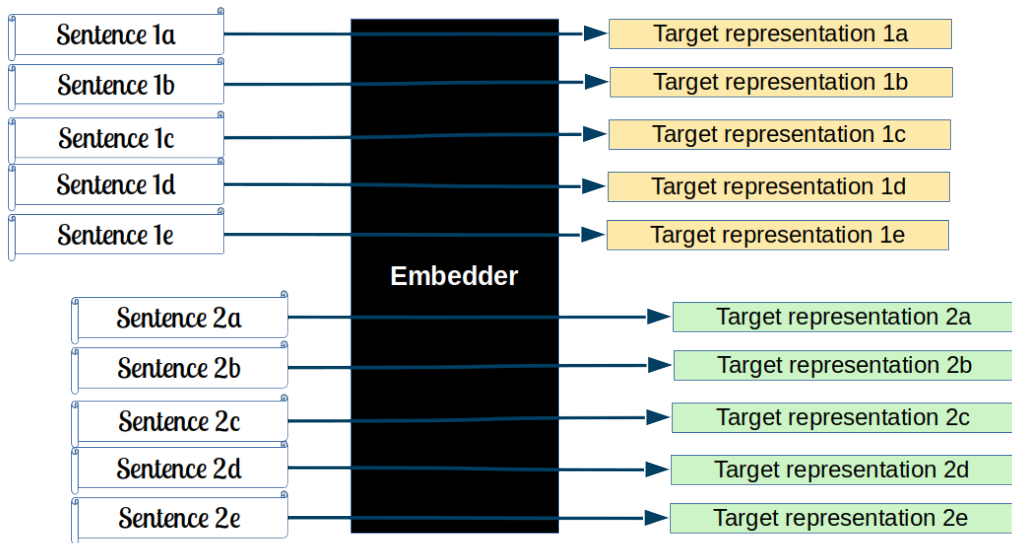 Sentence 1a
Target representation 1a
Sentence 1b
Target representation 1b
Sentence 1c
Target representation 1c
Sentence 1d
Target representation 1d
Sentence 1e
Target representation 1e
Embedder
Sentence 2a
Target representation 2a
Sentence 2b
Target representation 2b
Sentence 2c
Target representation 2c
Sentence 2d
Target representation 2d
Sentence 2e
Target representation 2e